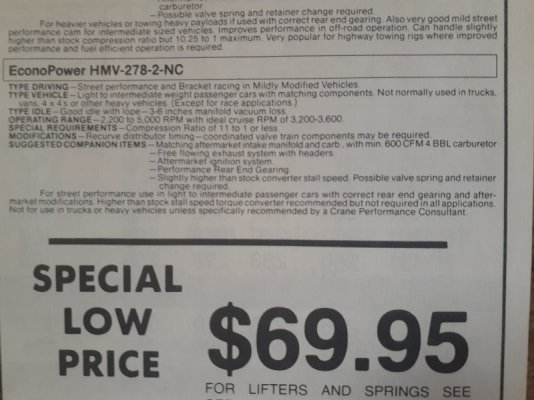 carburetor
—Possible valve spring and retainer change required.
For heavier vehicles or towing heavy payloads if used with correct rear end gearing. Also very good mild street
performance cam for intermediate sized vehicles. Improves performance in off-road operation. Can handle slightly
higher than stock compression ratio but 10.25 to 1 maximum. Very popular for highway towing rigs where improved
performance and fuel efficient operation is required.
EconoPower HMV-278-2-NC
TYPE DRIVING—Street performance and Bracket racing in Mildly Modified Vehicles.
TYPE VEHICLE—Light to intermediate weight passenger cars with matching components. Not normally used in trucks,
vans, 4 x 4's or other heavy vehicles. (Except for race applications.)
TYPE IDLE—Good idle with lope—3-6 inches manifold vacuum loss.
OPERATING RANGE—2,200 to 5,000 RPM with ideal cruise RPM of 3,200-3,600.
SPECIAL REQUIREMENTS—Compression Ratio of 11 to 1 or less.
MODIFICATIONS—Recurve distributor timing—coordinated valve train components may be required.
SUGGESTED COMPANION ITEMS—Matching aftermarket intake manifold and carb., with min. 600 CFM 4 BBL carburetor
—Free flowing exhaust system with headers.
—Aftermarket ignition system.
—Performance Rear End Gearing.
—Slightly higher than stock converter stall speed. Possible valve spring and retainer
change required.
For street performance use in light to intermediate passenger cars with correct rear end gearing and after-
market modifications. Higher than stock stall speed torque converter recommended but not required in all applications.
Not for use in trucks or heavy vehicles unless specifically recommended by a Crane Performance Consultant.
SPECIAL
LOW
PRICE
$69.95
FOR LIFTERS AND SPRINGS SEE